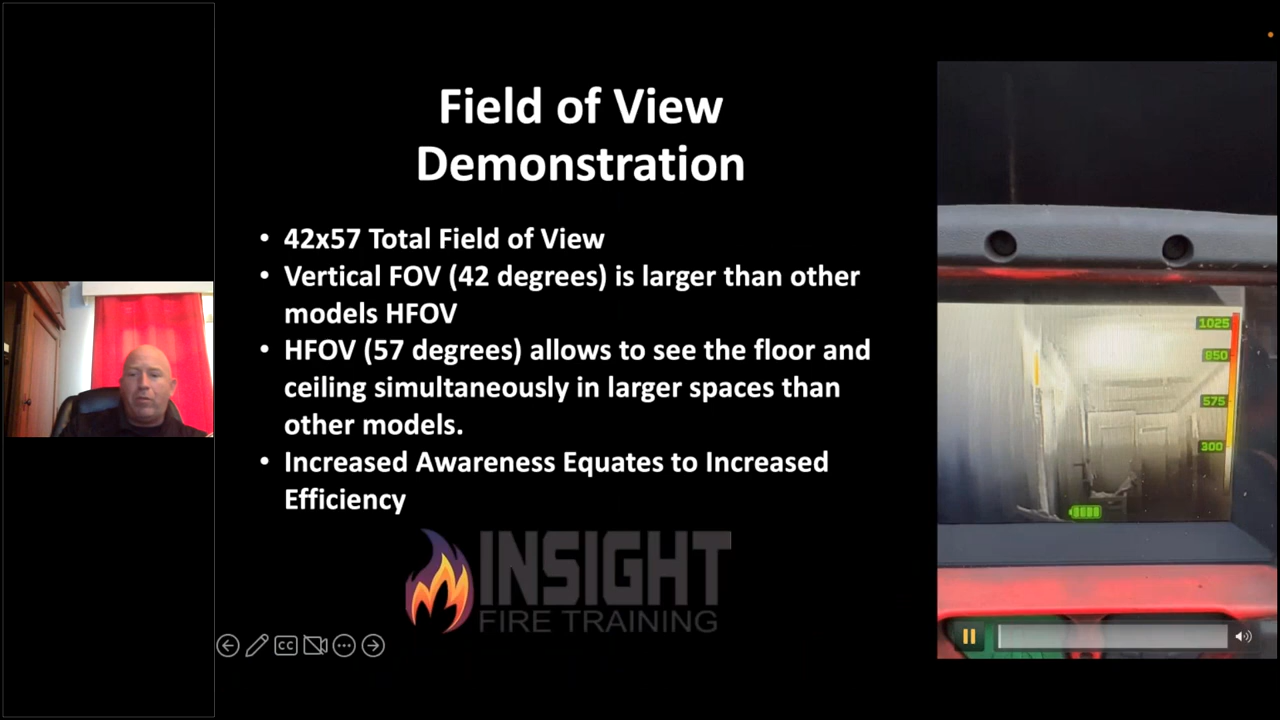 Field of View
Demonstration
• 42x57 Total Field of View
• Vertical FOV (42 degrees) is larger than other
models HFOV
• HFOV (57 degrees) allows to see the floor and
ceiling simultaneously in larger spaces than
other models.
• Increased Awareness Equates to Increased
Efficiency
INSIGHT
FIRE TRAINING
CC
1025
850
575
300